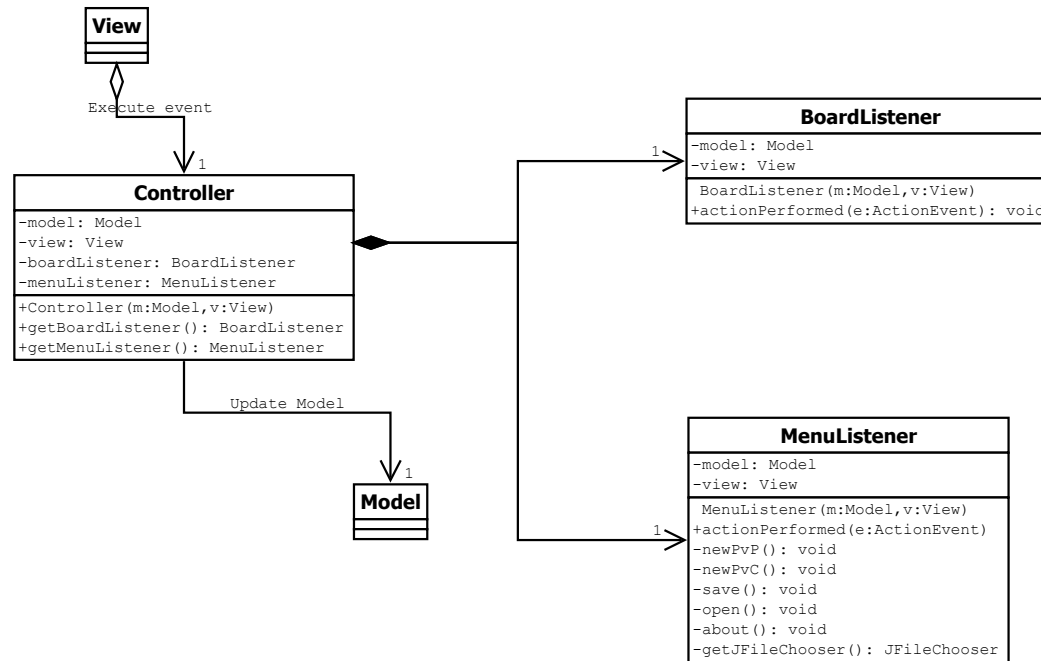 View
Execute event
1
Controller
-model: Model
-view: View
-boardListener: BoardListener
-menuListener: MenuListener
+Controller(m:Model,v:View)
+getBoardListener(): BoardListener
+getMenuListener(): MenuListener
Update Model
1
Model
1
BoardListener
-model: Model
-view: View
BoardListener(m:Model,v:View)
+actionPerformed(e:ActionEvent): void
1
MenuListener
-model: Model
-view: View
MenuListener(m:Model,v:View)
+actionPerformed(e:ActionEvent)
-newPvP(): void
-newPvC(): void
-save(): void
-open(): void
-about(): void
-getJFileChooser(): JFileChooser